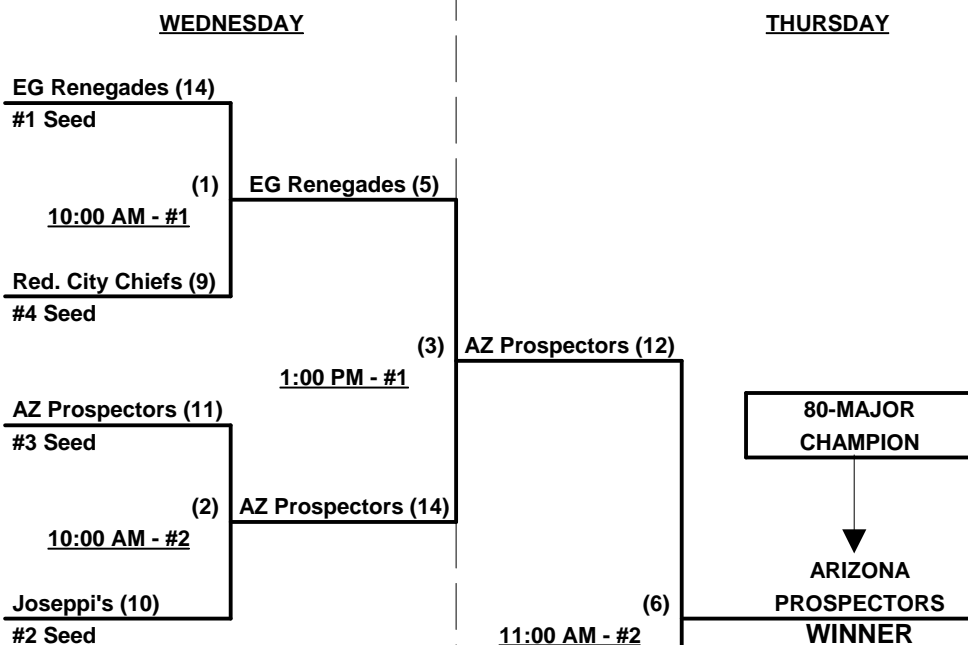 WEDNESDAY
THURSDAY
EG Renegades (14)
#1 Seed
(1)
EG Renegades (5)
10:00 AM - #1
Red. City Chiefs (9)
#4 Seed
(3)
AZ Prospectors (12)
1:00 PM - #1
AZ Prospectors (11)
#3 Seed
80-MAJOR
CHAMPION
(2)
AZ Prospectors (14)
10:00 AM - #2
ARIZONA
PROSPECTORS
Joseppi's (10)
#2 Seed
(6)
11:00 AM - #2
WINNER